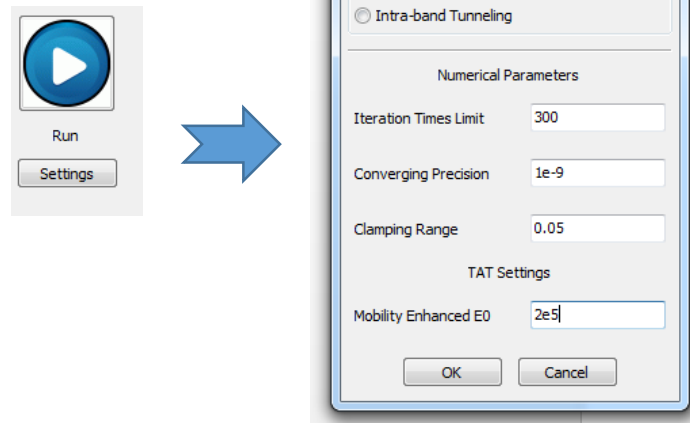 Run
Settings
Intra-band Tunneling
Numerical Parameters
Iteration Times Limit 300
Converging Precision 1e-9
Clamping Range 0.05
TAT Settings
Mobility Enhanced E0 2e5
OK Cancel